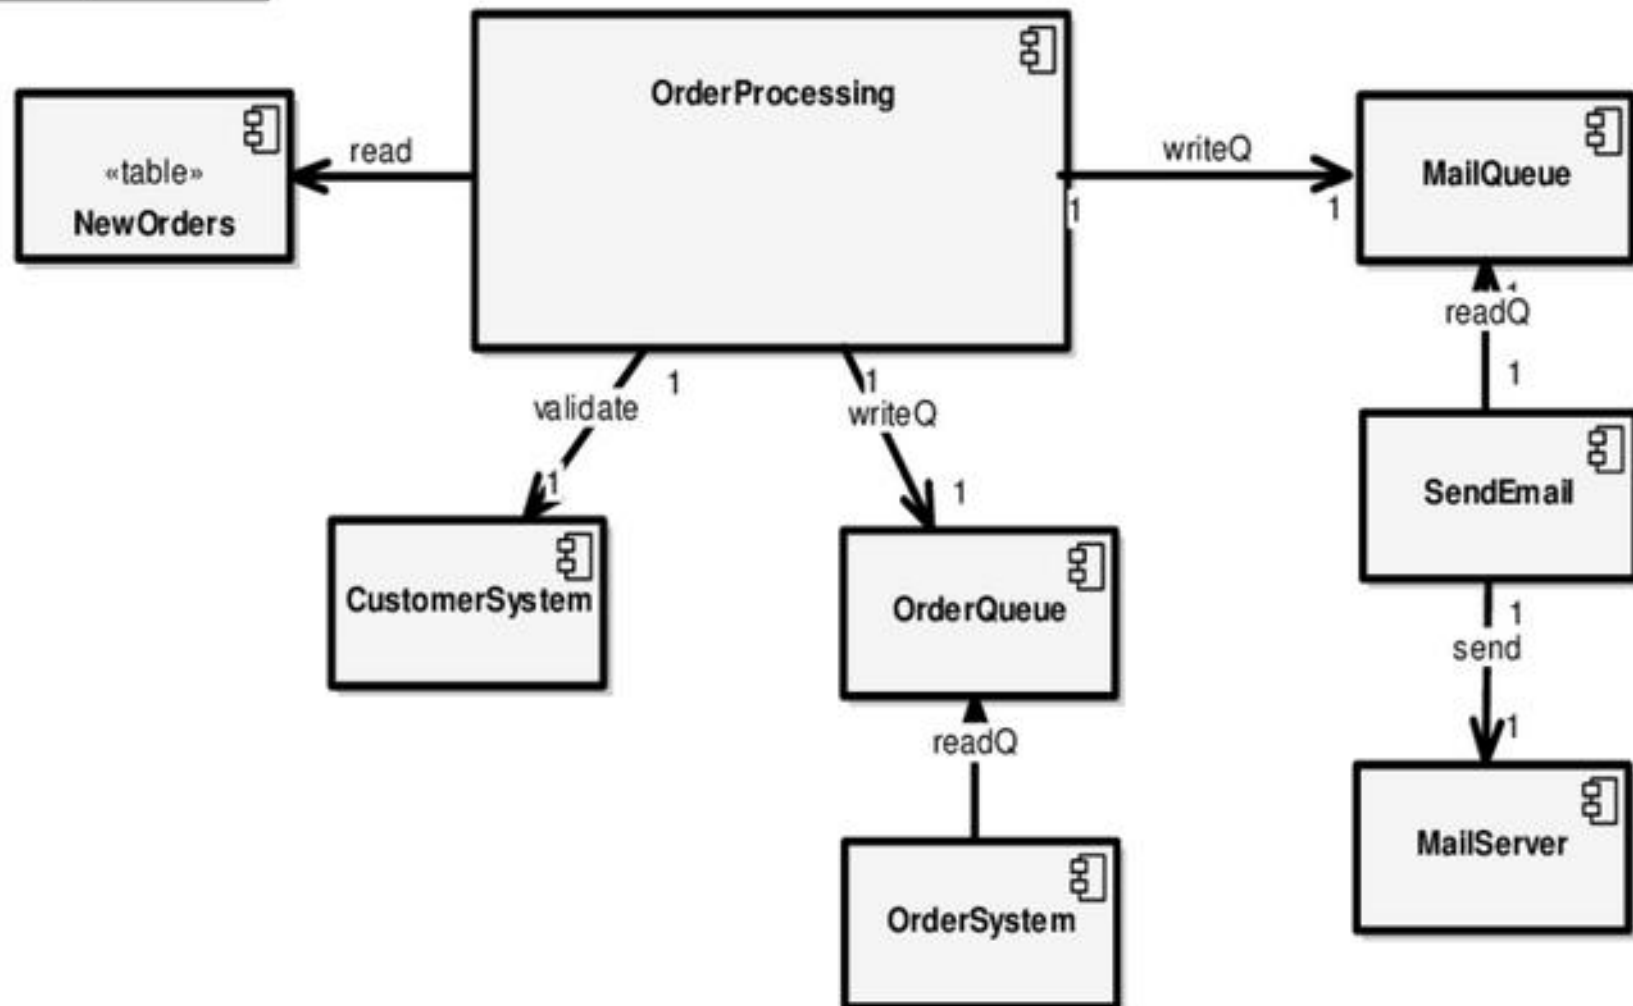 OrderProcessing
«table»
NewOrders
read
writeQ
1
1
MailQueue
readQ
1
SendEmail
1
send
1
MailServer
1
validate
1
CustomerSystem
1
writeQ
1
OrderQueue
readQ
OrderSystem